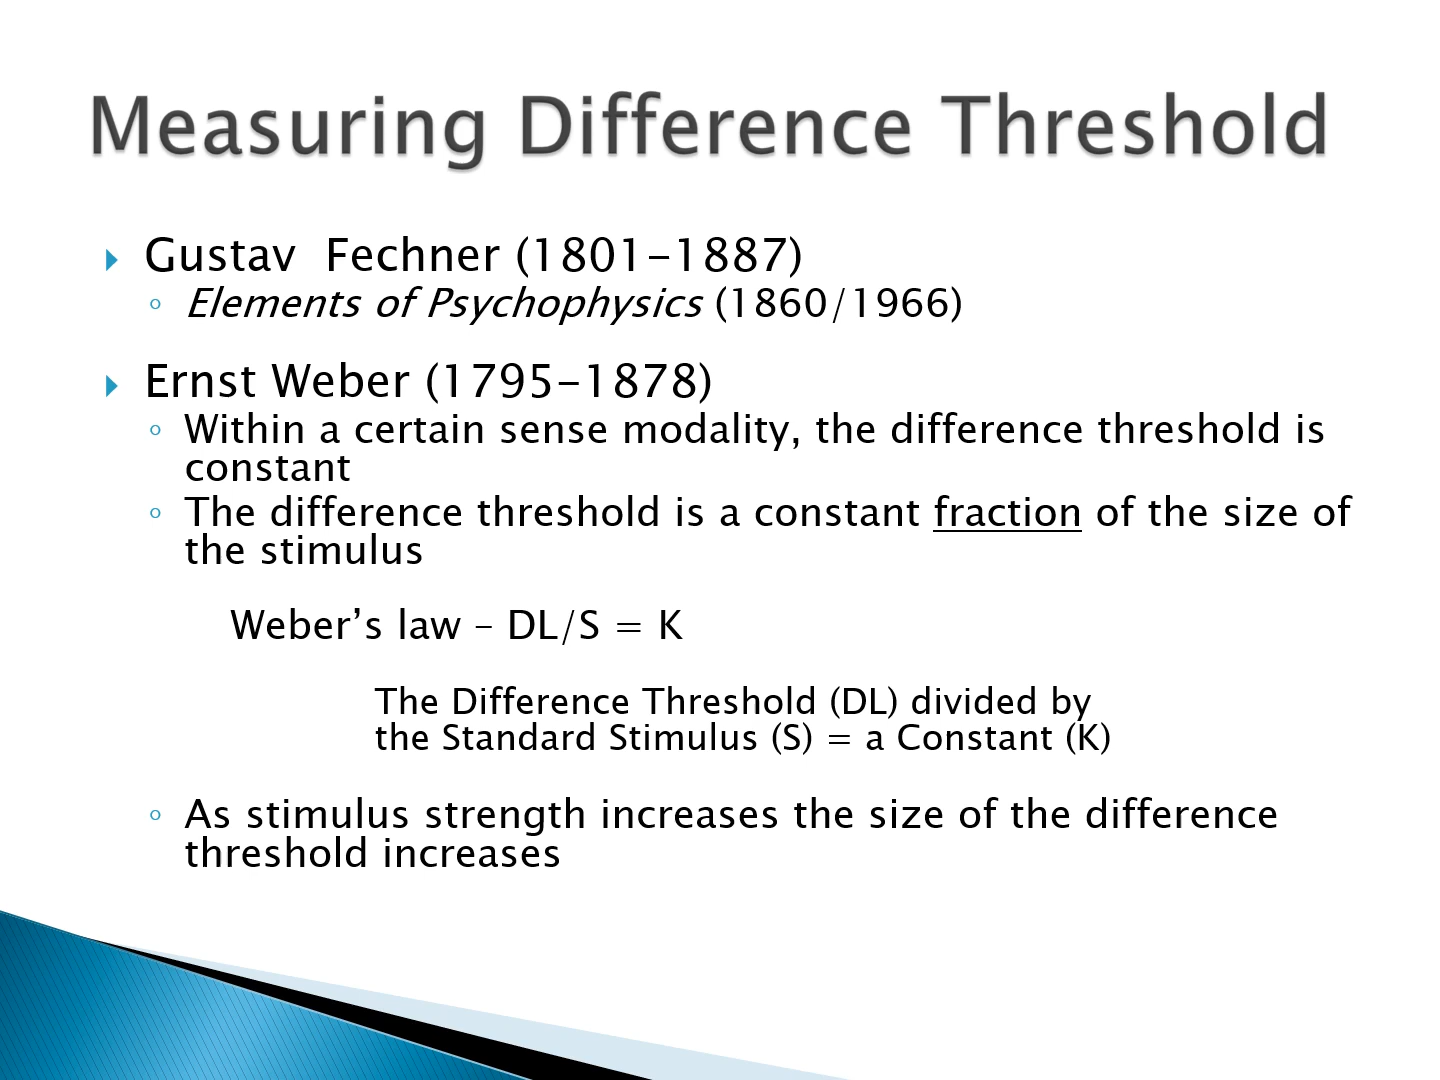 Measuring Difference Threshold
Gustav  Fechner (1801-1887)
Elements of Psychophysics (1860/1966)
Ernst Weber (1795-1878)
Within a certain sense modality, the difference threshold is
constant
The difference threshold is a constant fraction of the size of
the stimulus
Weber’s law – DL/S = K
The Difference Threshold (DL) divided by
the Standard Stimulus (S) = a Constant (K)
As stimulus strength increases the size of the difference
threshold increases